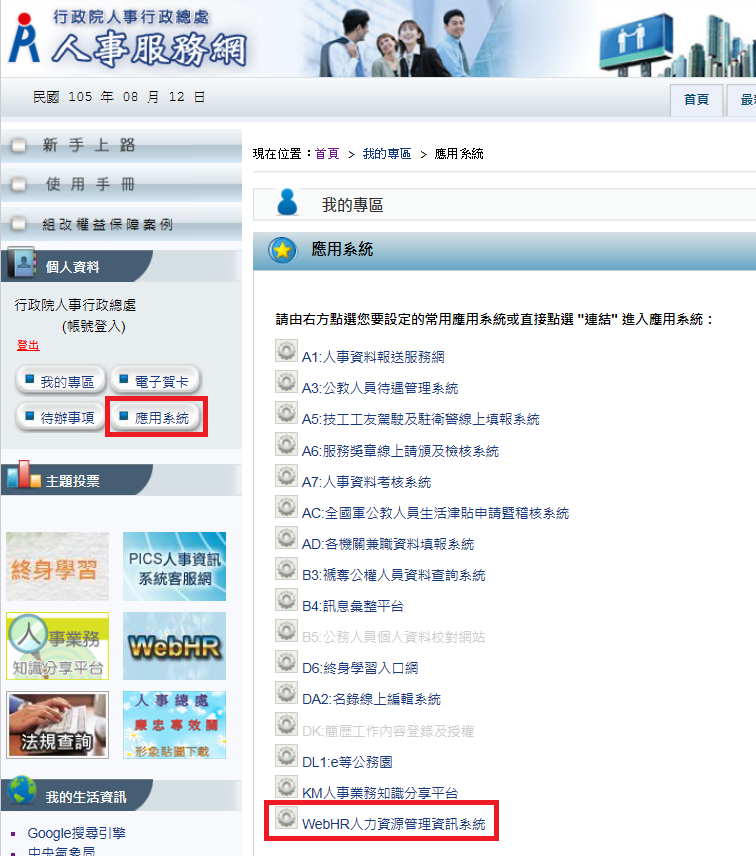 行政院人事行政總處
人事服務網
民國 105 年 08 月 12 日
首頁
最新
新手上路
使用手冊
組改權益保障案例
個人資料
行政院人事行政總處
(帳號登入)
登出
我的專區
電子賀卡
待辦事項
應用系統
主題投票
終身學習
PICS人事資訊
系統客服網
人事業務
知識分享平台
WebHR
法規查詢
人事總處
廉忠專效關
形象貼圖下載
我的生活資訊
Google搜尋引擎
中央氣象局
現在位置：首頁 > 我的專區 > 應用系統
我的專區
應用系統
請由右方點選您要設定的常用應用系統或直接點選 "連結" 進入應用系統：
A1:人事資料報送服務網
A3:公教人員待遇管理系統
A5:技工工友駕駛及駐衛警線上填報系統
A6:服務獎章線上請頒及檢核系統
A7:人事資料考核系統
AC:全國軍公教人員生活津貼申請暨稽核系統
AD:各機關兼職資料填報系統
B3:褫奪公權人員資料查詢系統
B4:訊息彙整平台
B5:公務人員個人資料校對網站
D6:終身學習入口網
DA2:名錄線上編輯系統
DK:簡歷工作內容登錄及授權
DL1:e等公務園
KM人事業務知識分享平台
WebHR人力資源管理資訊系統